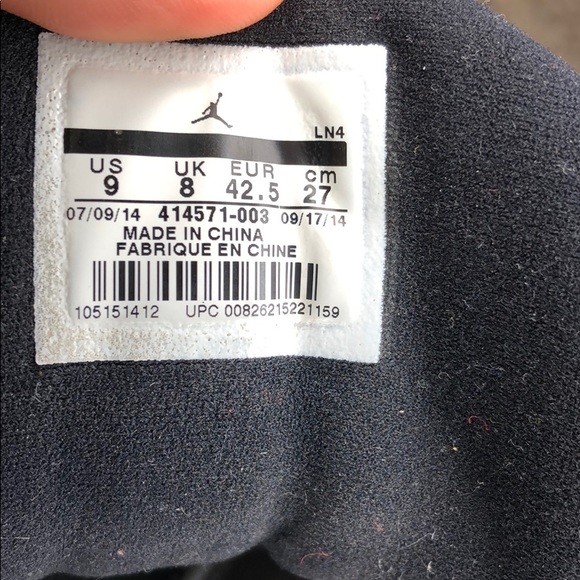 LN4
US UK EUR cm
9 8 42.5 27
07/09/14 414571-003 09/17/14
MADE IN CHINA
FABRIQUE EN CHINE
105151412 UPC 00826215221159